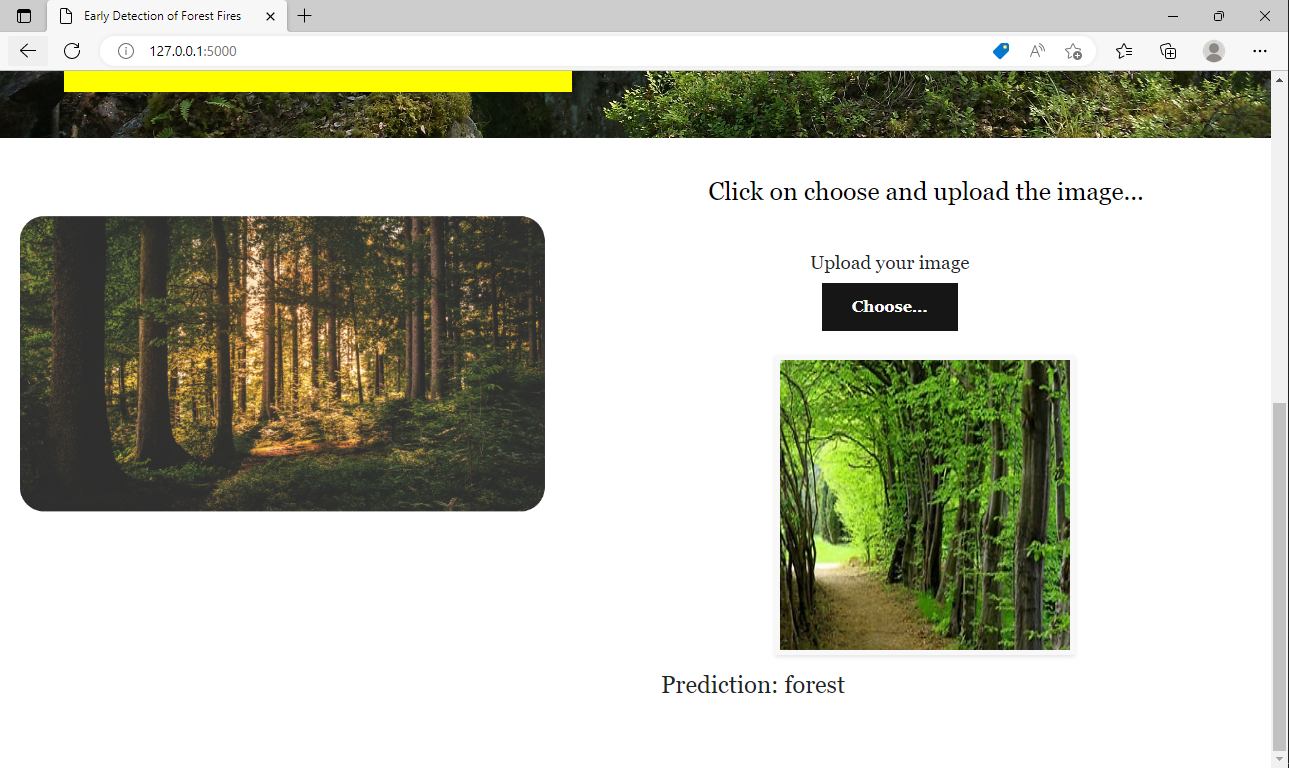 Early Detection of Forest Fires
127.0.0.1:5000
Click on choose and upload the image...
Upload your image
Choose...
Prediction: forest